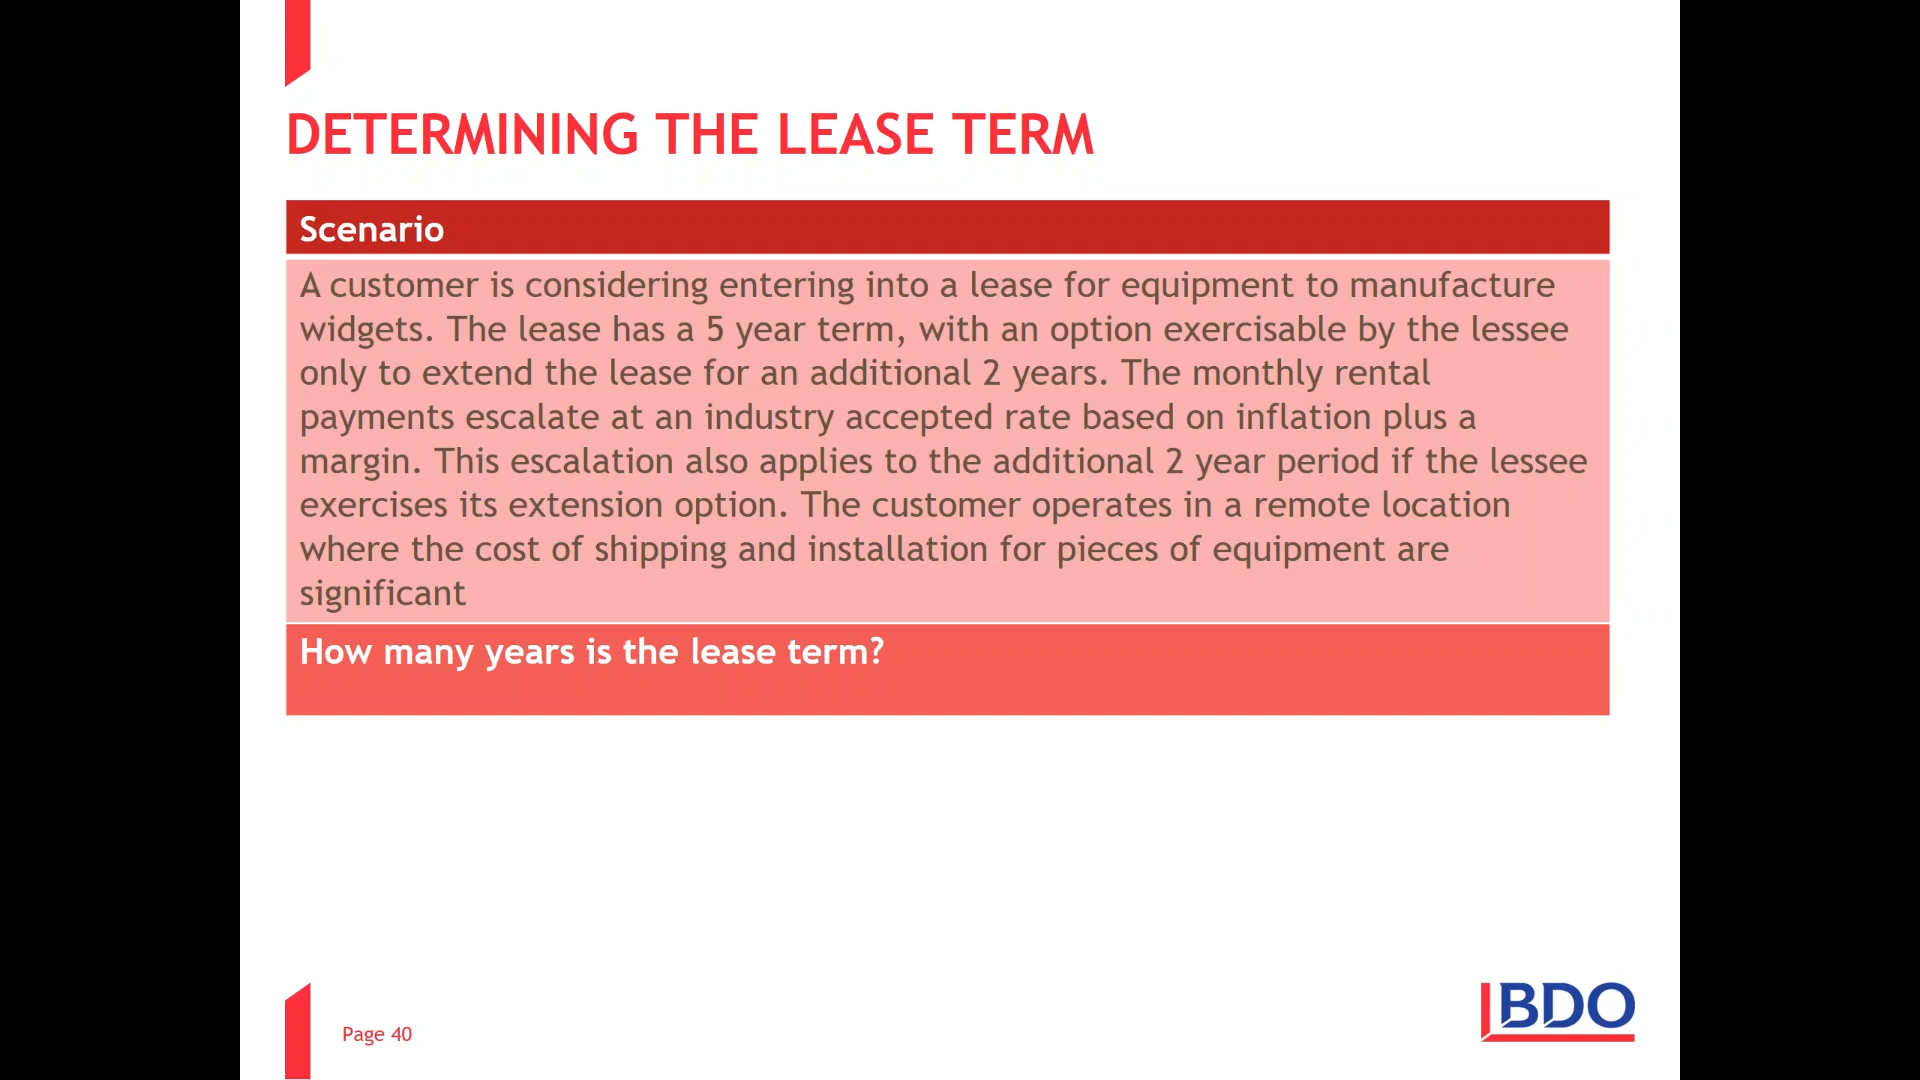 DETERMINING THE LEASE TERM
Scenario
A customer is considering entering into a lease for equipment to manufacture
widgets. The lease has a 5 year term, with an option exercisable by the lessee
only to extend the lease for an additional 2 years. The monthly rental
payments escalate at an industry accepted rate based on inflation plus a
margin. This escalation also applies to the additional 2 year period if the lessee
exercises its extension option. The customer operates in a remote location
where the cost of shipping and installation for pieces of equipment are
significant
How many years is the lease term?
Page 40
BDO